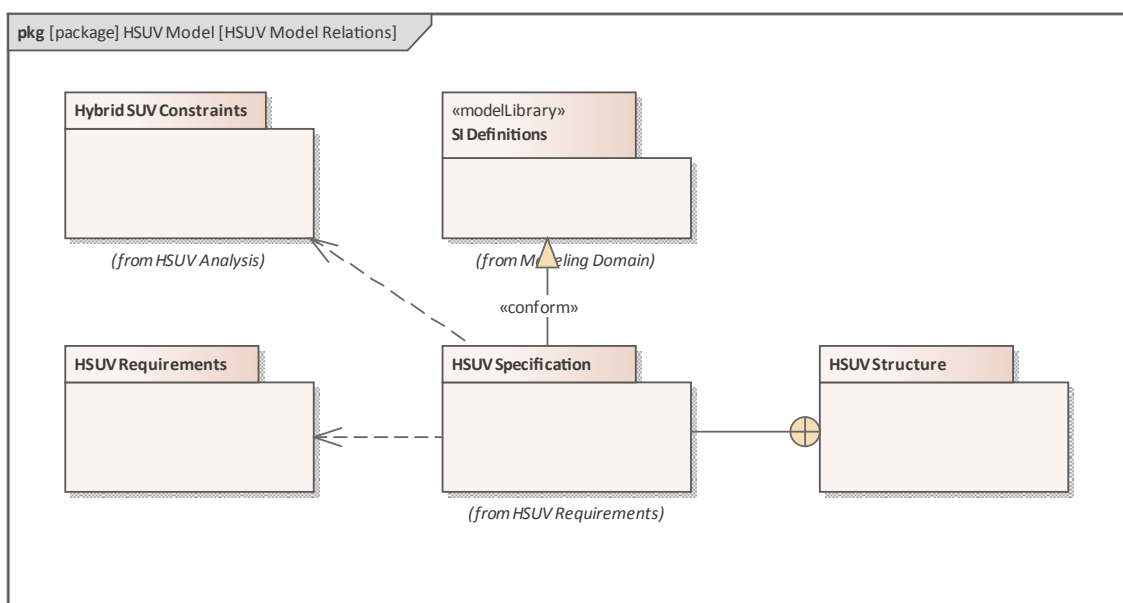 pkg [package] HSUV Model [HSUV Model Relations]
Hybrid SUV Constraints
«modelLibrary»
SI Definitions
(from HSUV Analysis)
(from Modeling Domain)
«conform»
HSUV Requirements
HSUV Specification
HSUV Structure
(from HSUV Requirements)